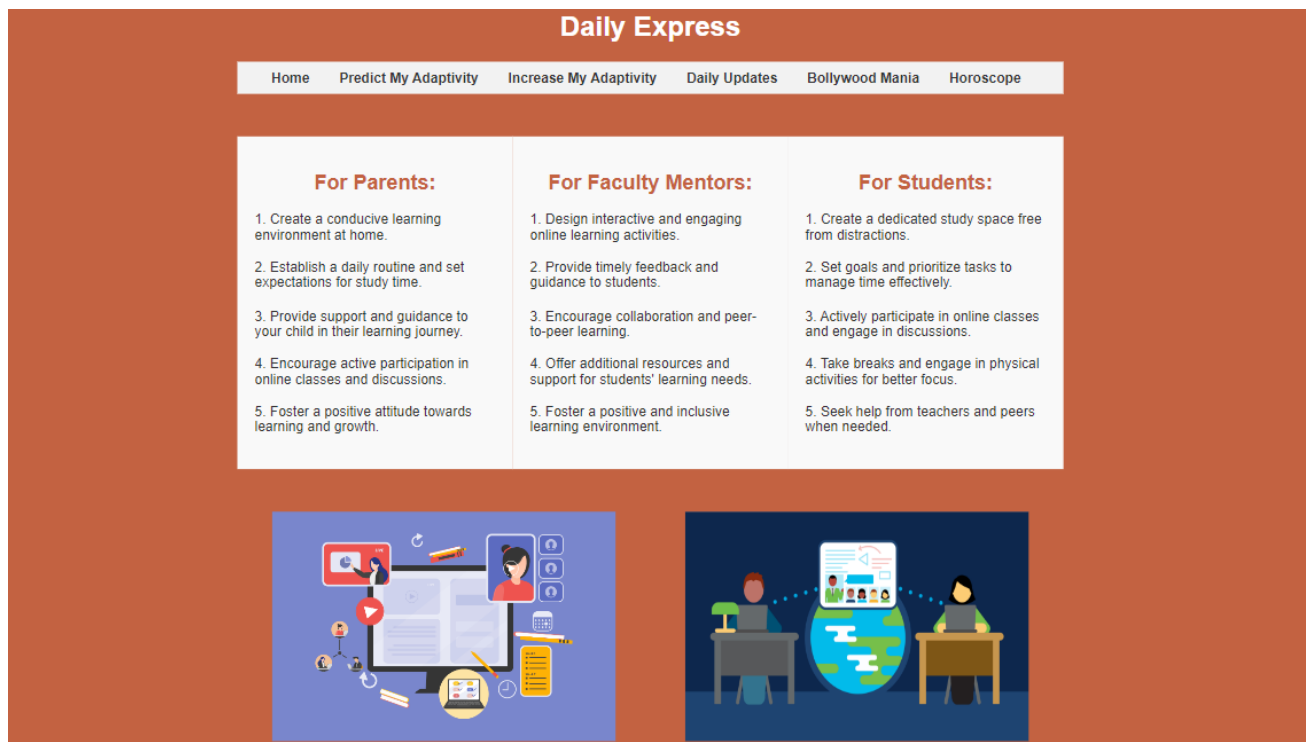 Daily Express
Home Predict My Adaptivity Increase My Adaptivity Daily Updates Bollywood Mania Horoscope
For Parents:
1. Create a conducive learning
environment at home.
2. Establish a daily routine and set
expectations for study time.
3. Provide support and guidance to
your child in their learning journey.
4. Encourage active participation in
online classes and discussions.
5. Foster a positive attitude towards
learning and growth.
For Faculty Mentors:
1. Design interactive and engaging
online learning activities.
2. Provide timely feedback and
guidance to students.
3. Encourage collaboration and peer-
to-peer learning.
4. Offer additional resources and
support for students' learning needs.
5. Foster a positive and inclusive
learning environment.
For Students:
1. Create a dedicated study space free
from distractions.
2. Set goals and prioritize tasks to
manage time effectively.
3. Actively participate in online classes
and engage in discussions.
4. Take breaks and engage in physical
activities for better focus.
5. Seek help from teachers and peers
when needed.